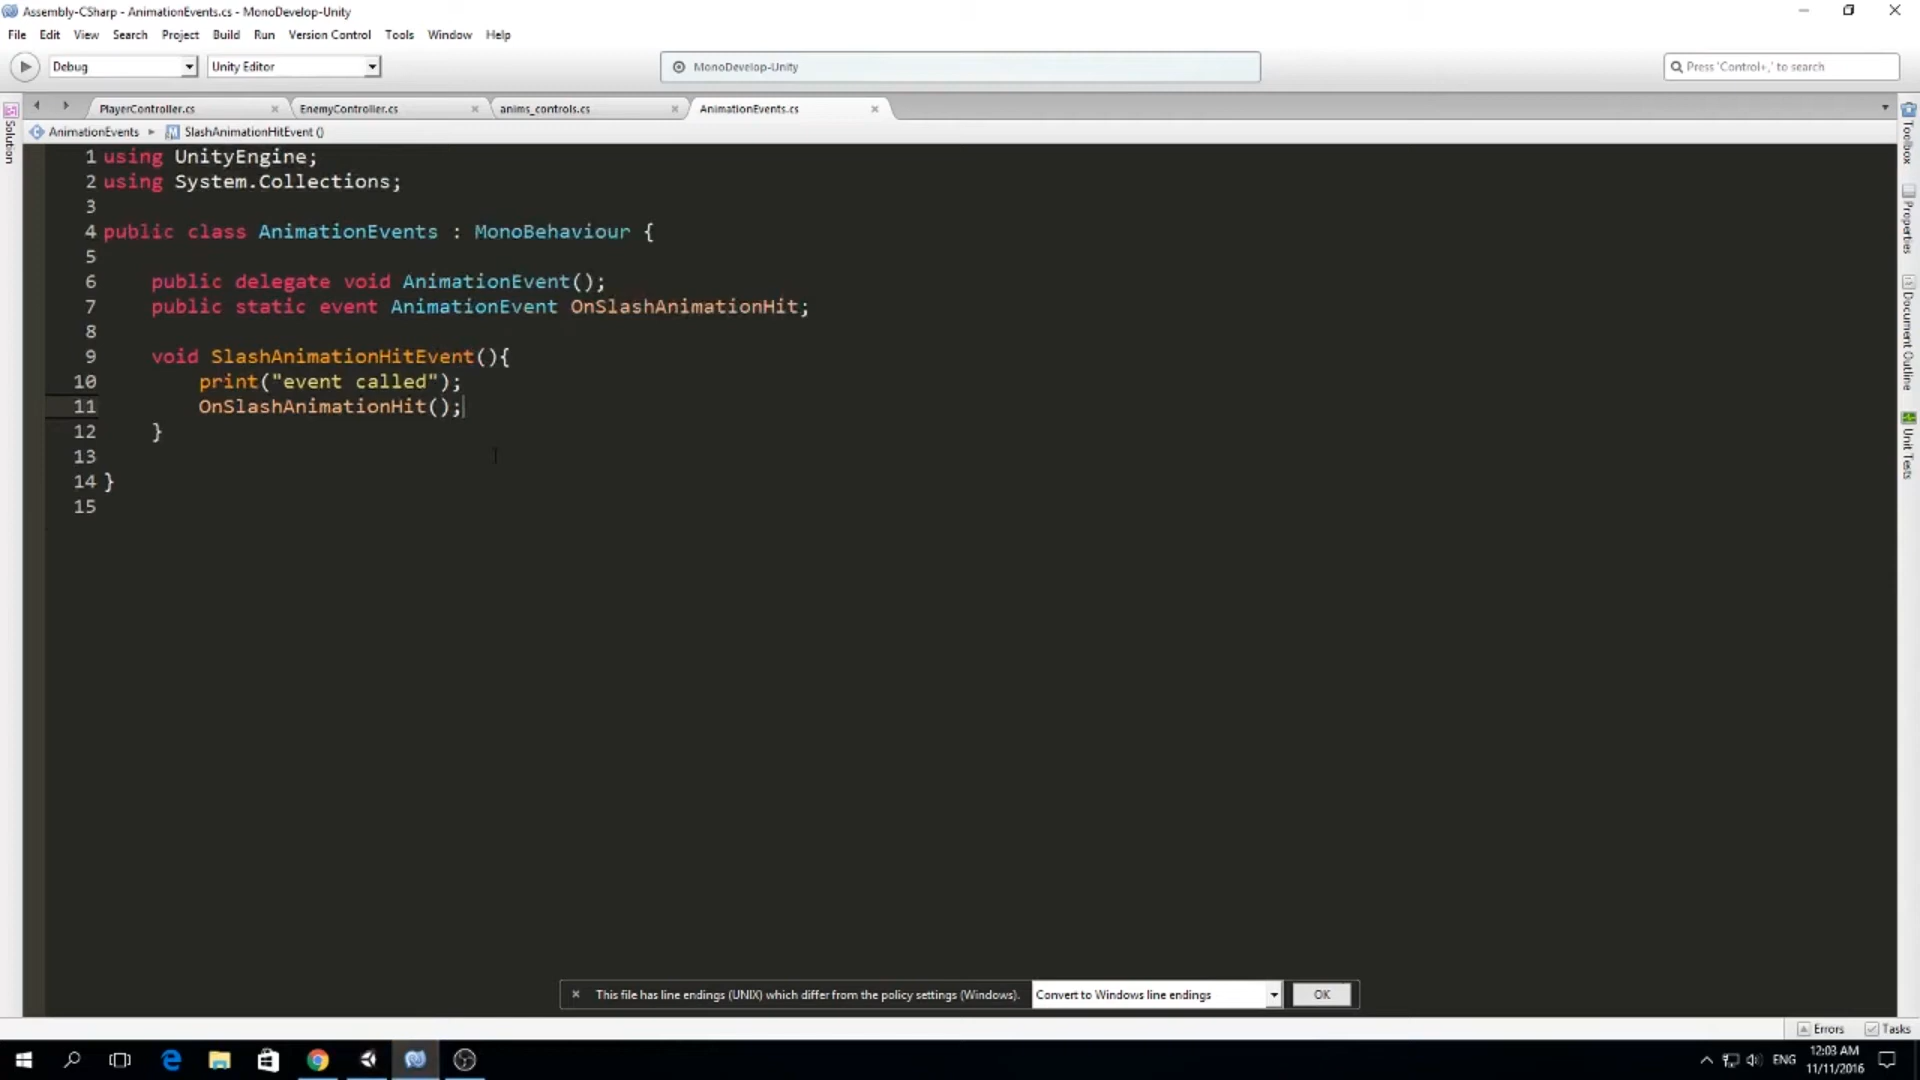 Assembly-CSharp - AnimationEvents.cs - MonoDevelop-Unity
File Edit View Search Project Build Run Version Control Tools Window Help
Debug Unity Editor MonoDevelop-Unity Press 'Control+,' to search
PlayerController.cs EnemyController.cs anims_controls.cs AnimationEvents.cs
AnimationEvents SlashAnimationHitEvent ()
Solution
Toolbox
Properties
Document Outline
Unit Tests
1 using UnityEngine;
2 using System.Collections;
3
4 public class AnimationEvents : MonoBehaviour {
5
6 public delegate void AnimationEvent();
7 public static event AnimationEvent OnSlashAnimationHit;
8
9 void SlashAnimationHitEvent(){
10 print("event called");
11 OnSlashAnimationHit();
12 }
13
14 }
15
This file has line endings (UNIX) which differ from the policy settings (Windows). Convert to Windows line endings OK
Errors Tasks
ENG 12:03 AM
11/11/2016